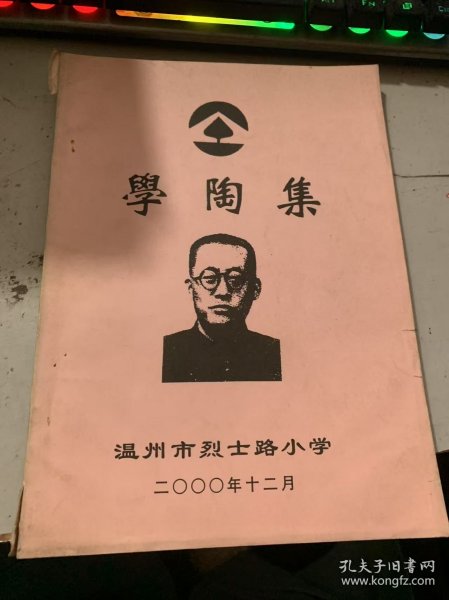 學陶集
温州市烈士路小学
二〇〇〇年十二月
孔夫子旧书网
www.kongfz.com